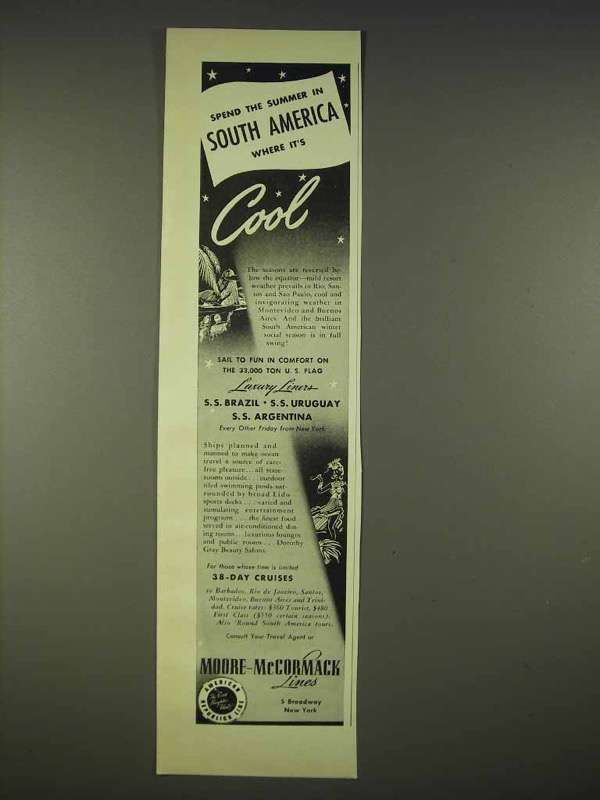 SPEND THE SUMMER IN
SOUTH AMERICA
WHERE IT'S
Cool
The seasons are reversed be-
low the equator—mild resort
weather prevails in Rio, San-
tos and Sao Paulo, cool and
invigorating weather in
Montevideo and Buenos
Aires. And the brilliant
South American winter
social season is in full
swing!
SAIL TO FUN IN COMFORT ON
THE 33,000 TON U. S. FLAG
Luxury Liners
S.S. BRAZIL • S.S. URUGUAY
S.S. ARGENTINA
Every Other Friday from New York
Ships planned and
manned to make ocean
travel a source of care-
free pleasure... all state-
rooms outside... outdoor
tiled swimming pools sur-
rounded by broad Lido
sports decks... varied and
stimulating entertainment
programs... the finest food
served in air-conditioned din-
ing rooms... luxurious lounges
and public rooms... Dorothy
Gray Beauty Salons.
For those whose time is limited
38-DAY CRUISES
to Barbados, Rio de Janeiro, Santos,
Montevideo, Buenos Aires and Trini-
dad. Cruise rates: $360 Tourist, $480
First Class ($550 certain seasons).
Also 'Round South America tours.
Consult Your Travel Agent or
MOORE-McCORMACK
Lines
AMERICAN
REPUBLICS LINE
5 Broadway
New York